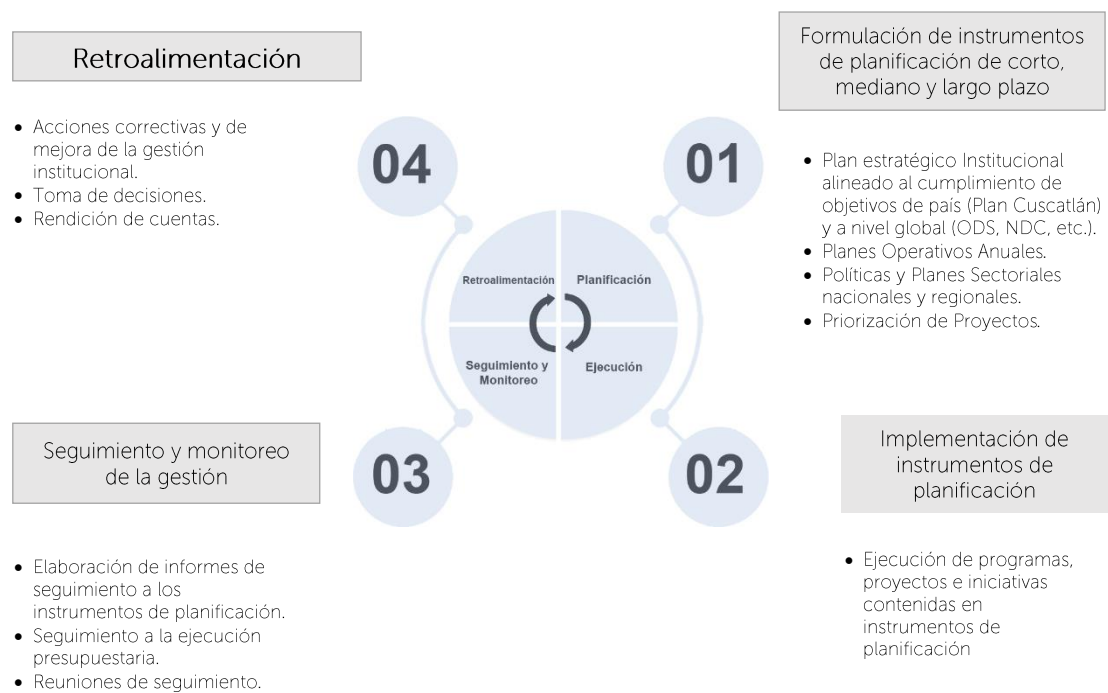 Retroalimentación
• Acciones correctivas y de
mejora de la gestión
institucional.
• Toma de decisiones.
• Rendición de cuentas.
Formulación de instrumentos
de planificación de corto,
mediano y largo plazo
• Plan estratégico Institucional
alineado al cumplimiento de
objetivos de país (Plan Cuscatlán)
y a nivel global (ODS, NDC, etc.).
• Planes Operativos Anuales.
• Políticas y Planes Sectoriales
nacionales y regionales.
• Priorización de Proyectos.
04
01
Retroalimentación
Planificación
Seguimiento y
Monitoreo
Ejecución
03
02
Seguimiento y monitoreo
de la gestión
• Elaboración de informes de
seguimiento a los
instrumentos de planificación.
• Seguimiento a la ejecución
presupuestaria.
• Reuniones de seguimiento.
Implementación de
instrumentos de
planificación
• Ejecución de programas,
proyectos e iniciativas
contenidas en
instrumentos de
planificación